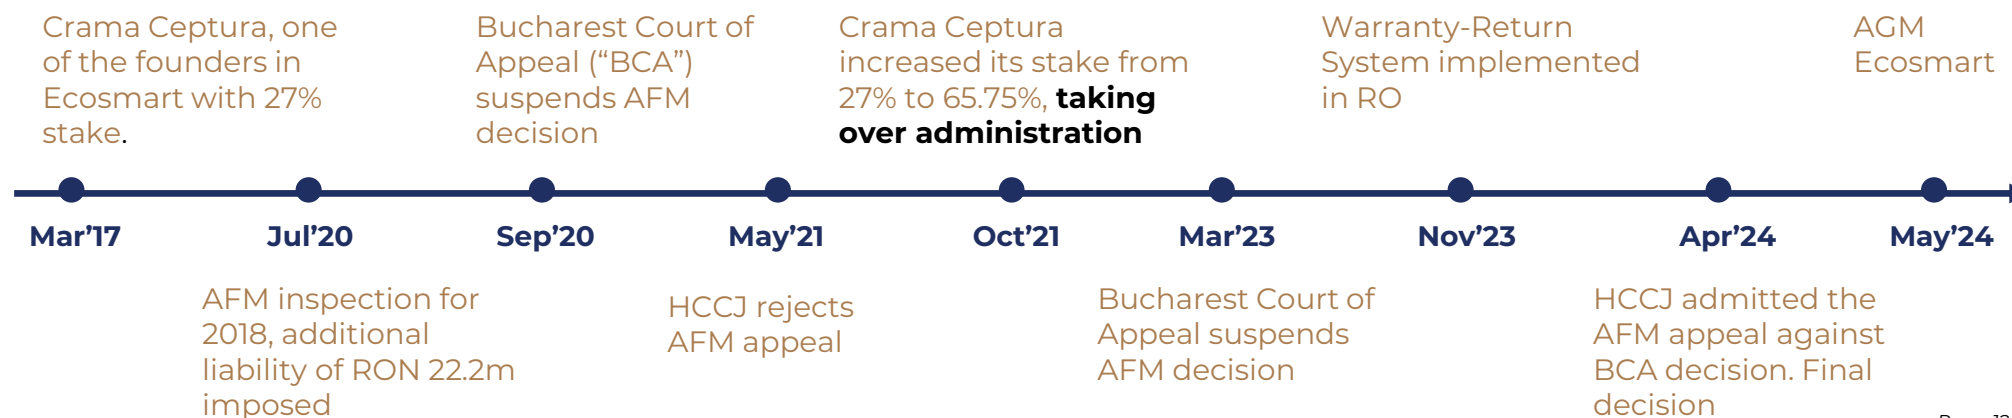 Crama Ceptura, one
of the founders in
Ecosmart with 27%
stake.
Bucharest Court of
Appeal (“BCA”)
suspends AFM
decision
Crama Ceptura
increased its stake from
27% to 65.75%, taking
over administration
Warranty-Return
System implemented
in RO
AGM
Ecosmart
Mar’17
Jul’20
Sep’20
May’21
Oct’21
Mar’23
Nov’23
Apr’24
May’24
AFM inspection for
2018, additional
liability of RON 22.2m
imposed
HCCJ rejects
AFM appeal
Bucharest Court of
Appeal suspends
AFM decision
HCCJ admitted the
AFM appeal against
BCA decision. Final
decision